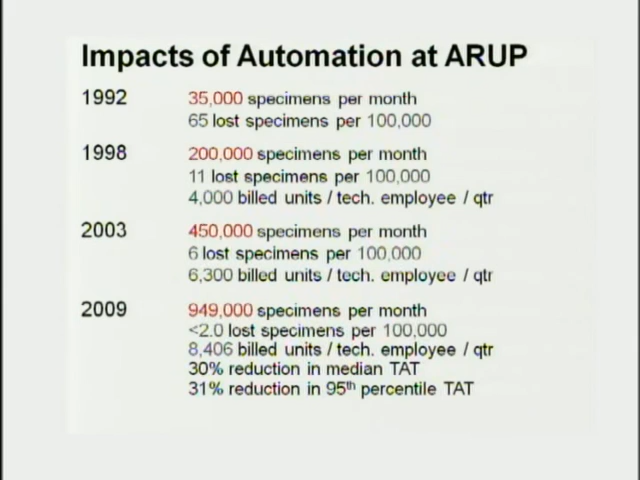 Impacts of Automation at ARUP
1992 35,000 specimens per month
65 lost specimens per 100,000
1998 200,000 specimens per month
11 lost specimens per 100,000
4,000 billed units / tech. employee / qtr
2003 450,000 specimens per month
6 lost specimens per 100,000
6,300 billed units / tech. employee / qtr
2009 949,000 specimens per month
<2.0 lost specimens per 100,000
8,406 billed units / tech. employee / qtr
30% reduction in median TAT
31% reduction in 95th percentile TAT